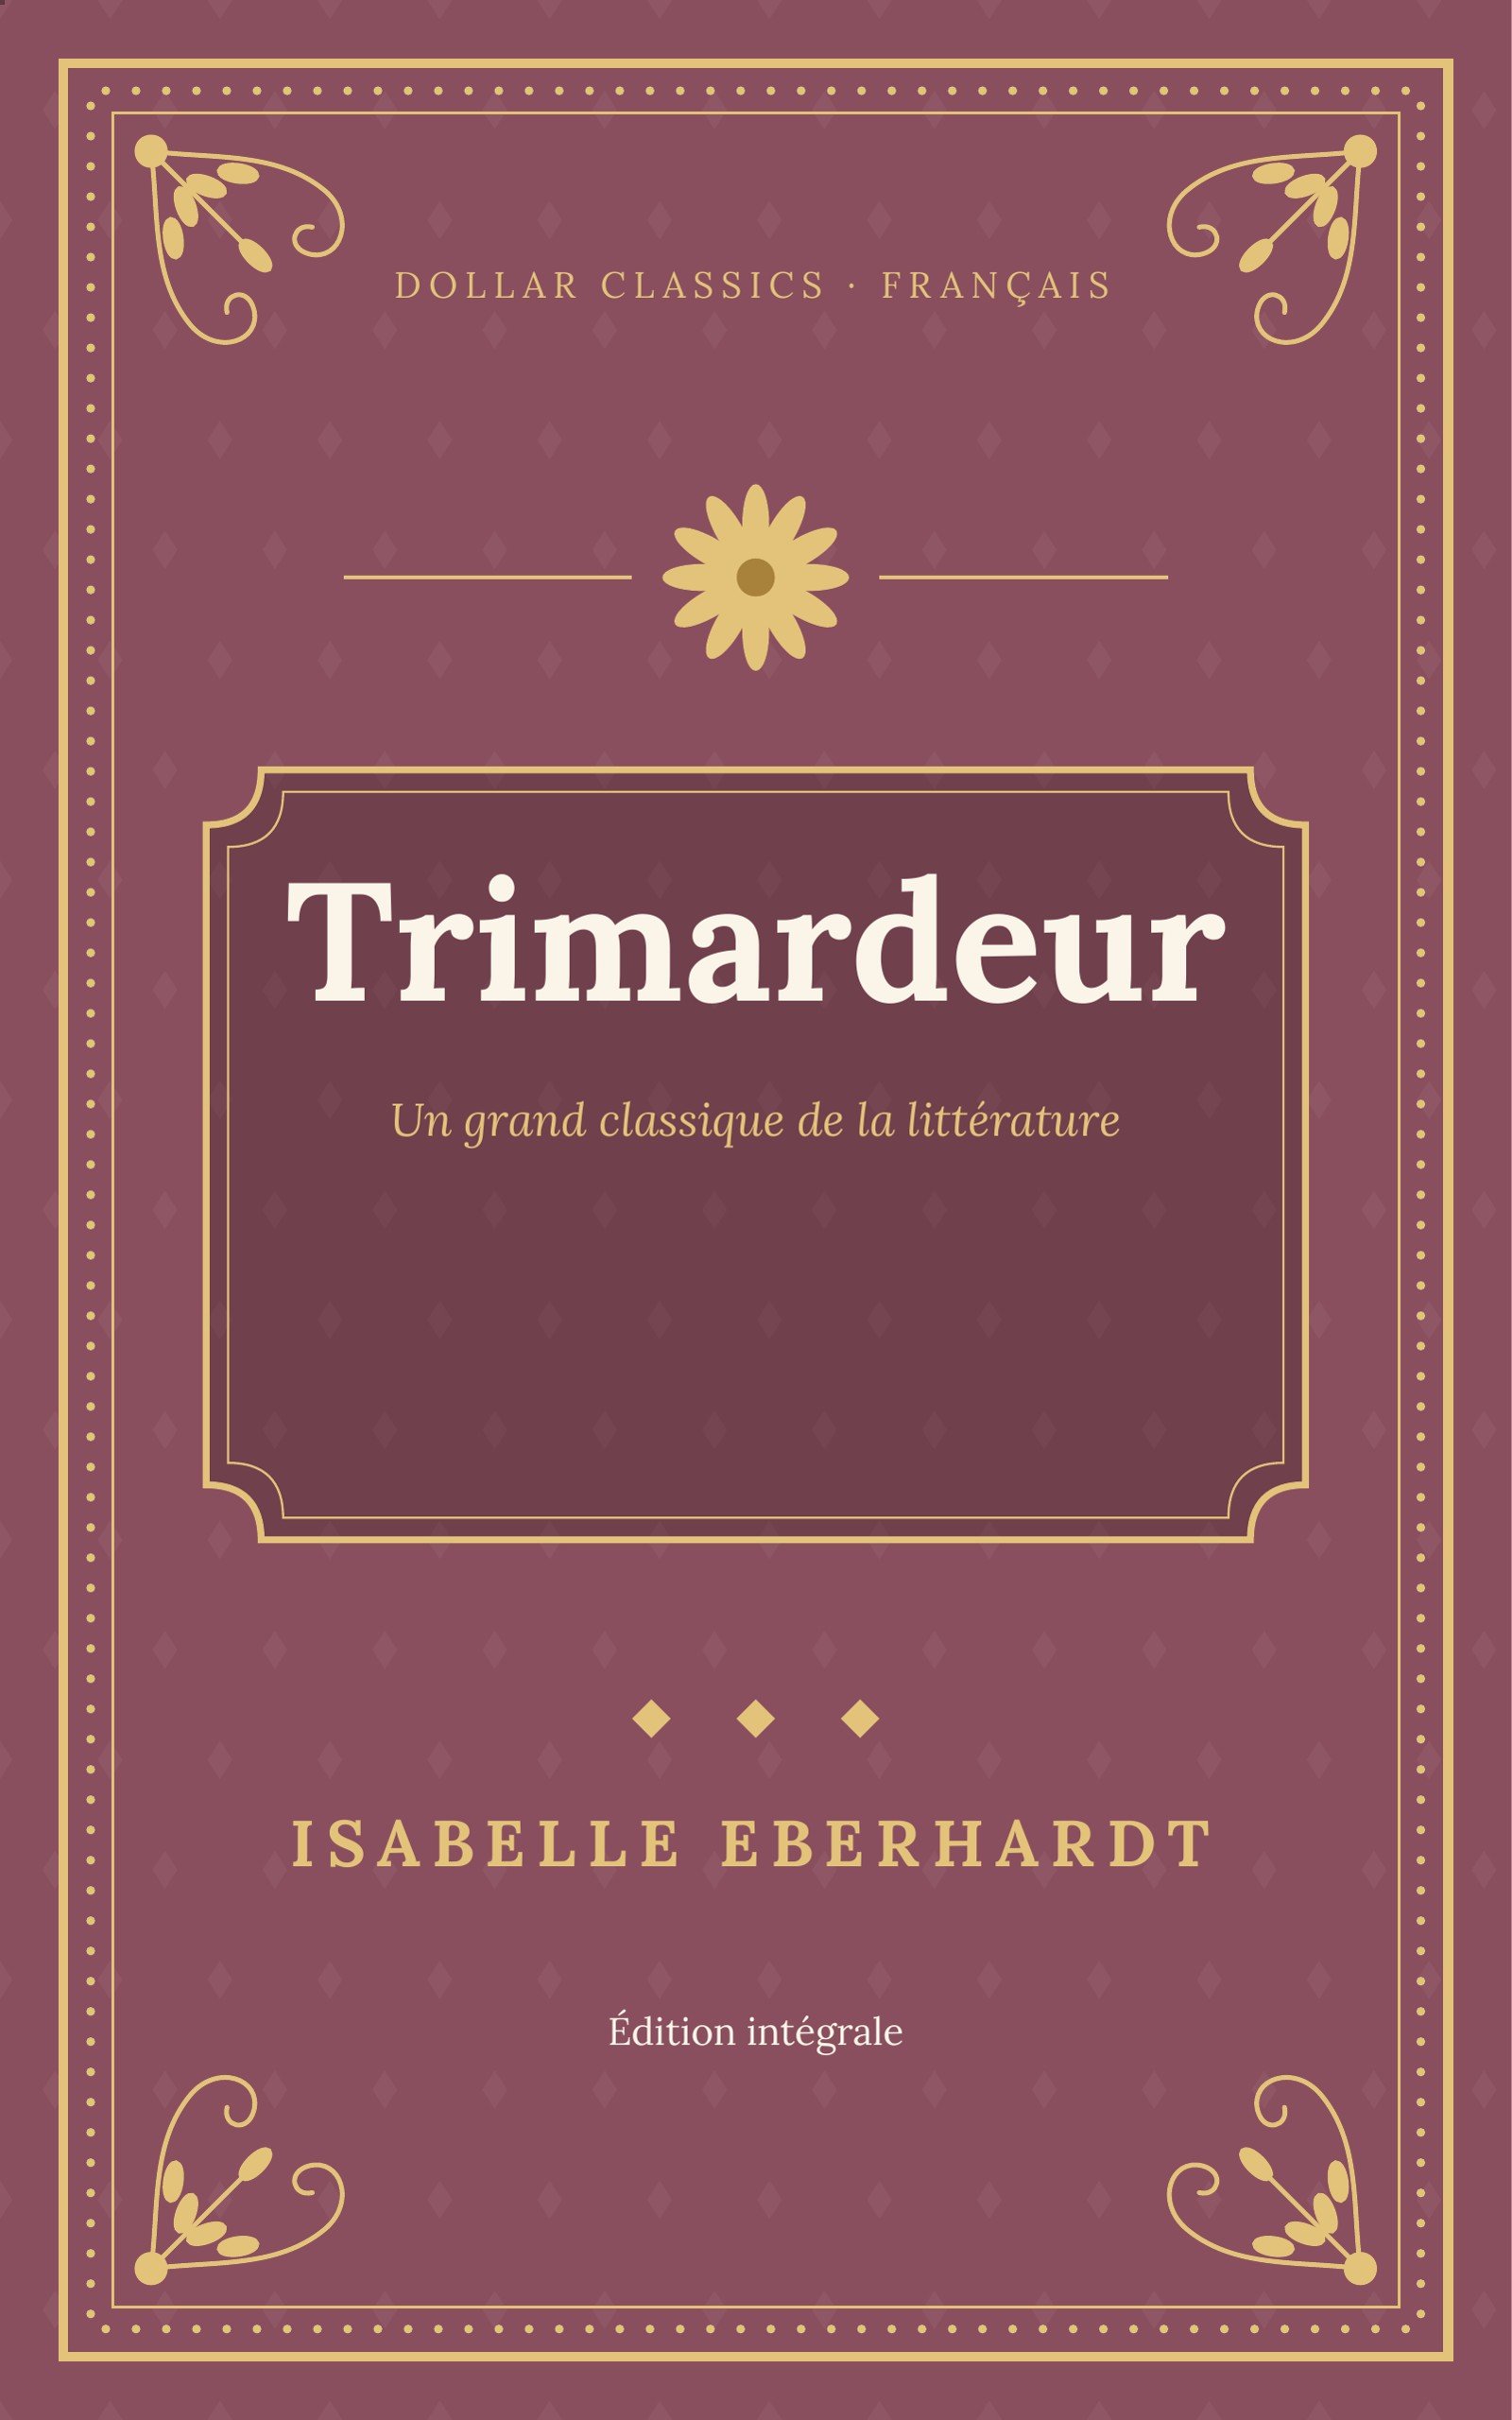 DOLLAR CLASSICS · FRANÇAIS
Trimardeur
Un grand classique de la littérature
ISABELLE EBERHARDT
Édition intégrale